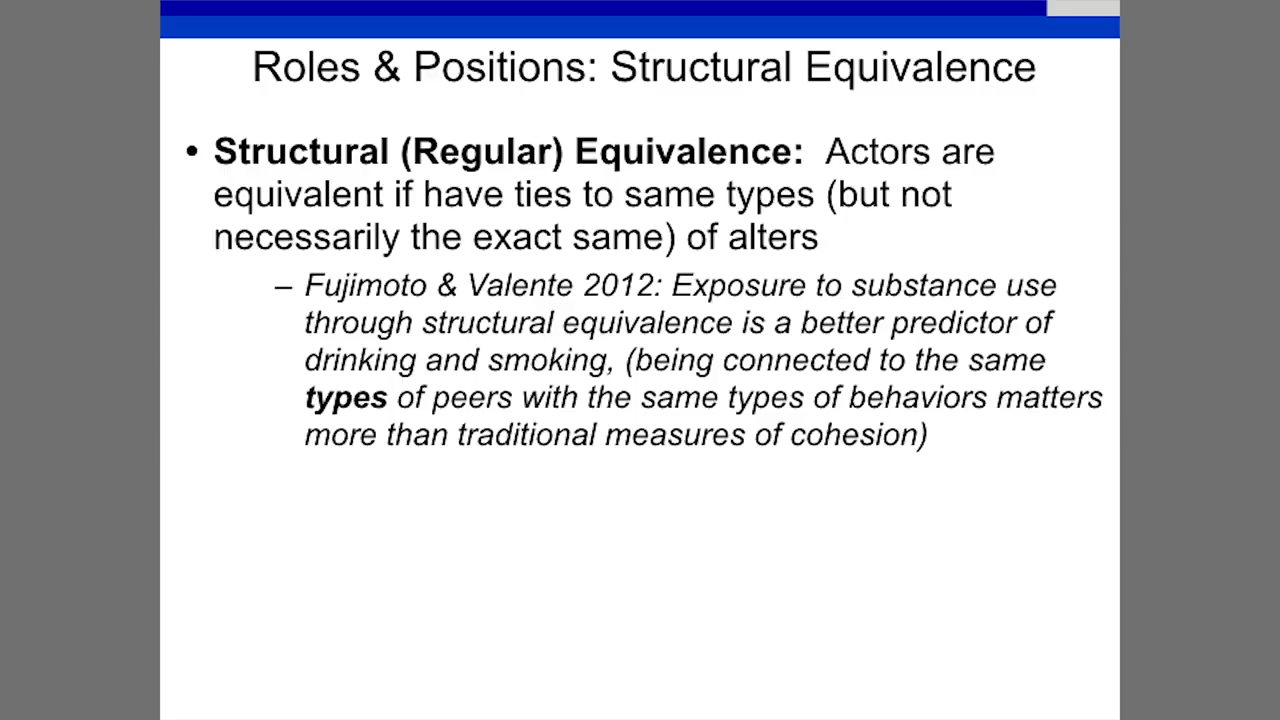 Roles & Positions: Structural Equivalence
• Structural (Regular) Equivalence:  Actors are
equivalent if have ties to same types (but not
necessarily the exact same) of alters
– Fujimoto & Valente 2012: Exposure to substance use
through structural equivalence is a better predictor of
drinking and smoking, (being connected to the same
types of peers with the same types of behaviors matters
more than traditional measures of cohesion)